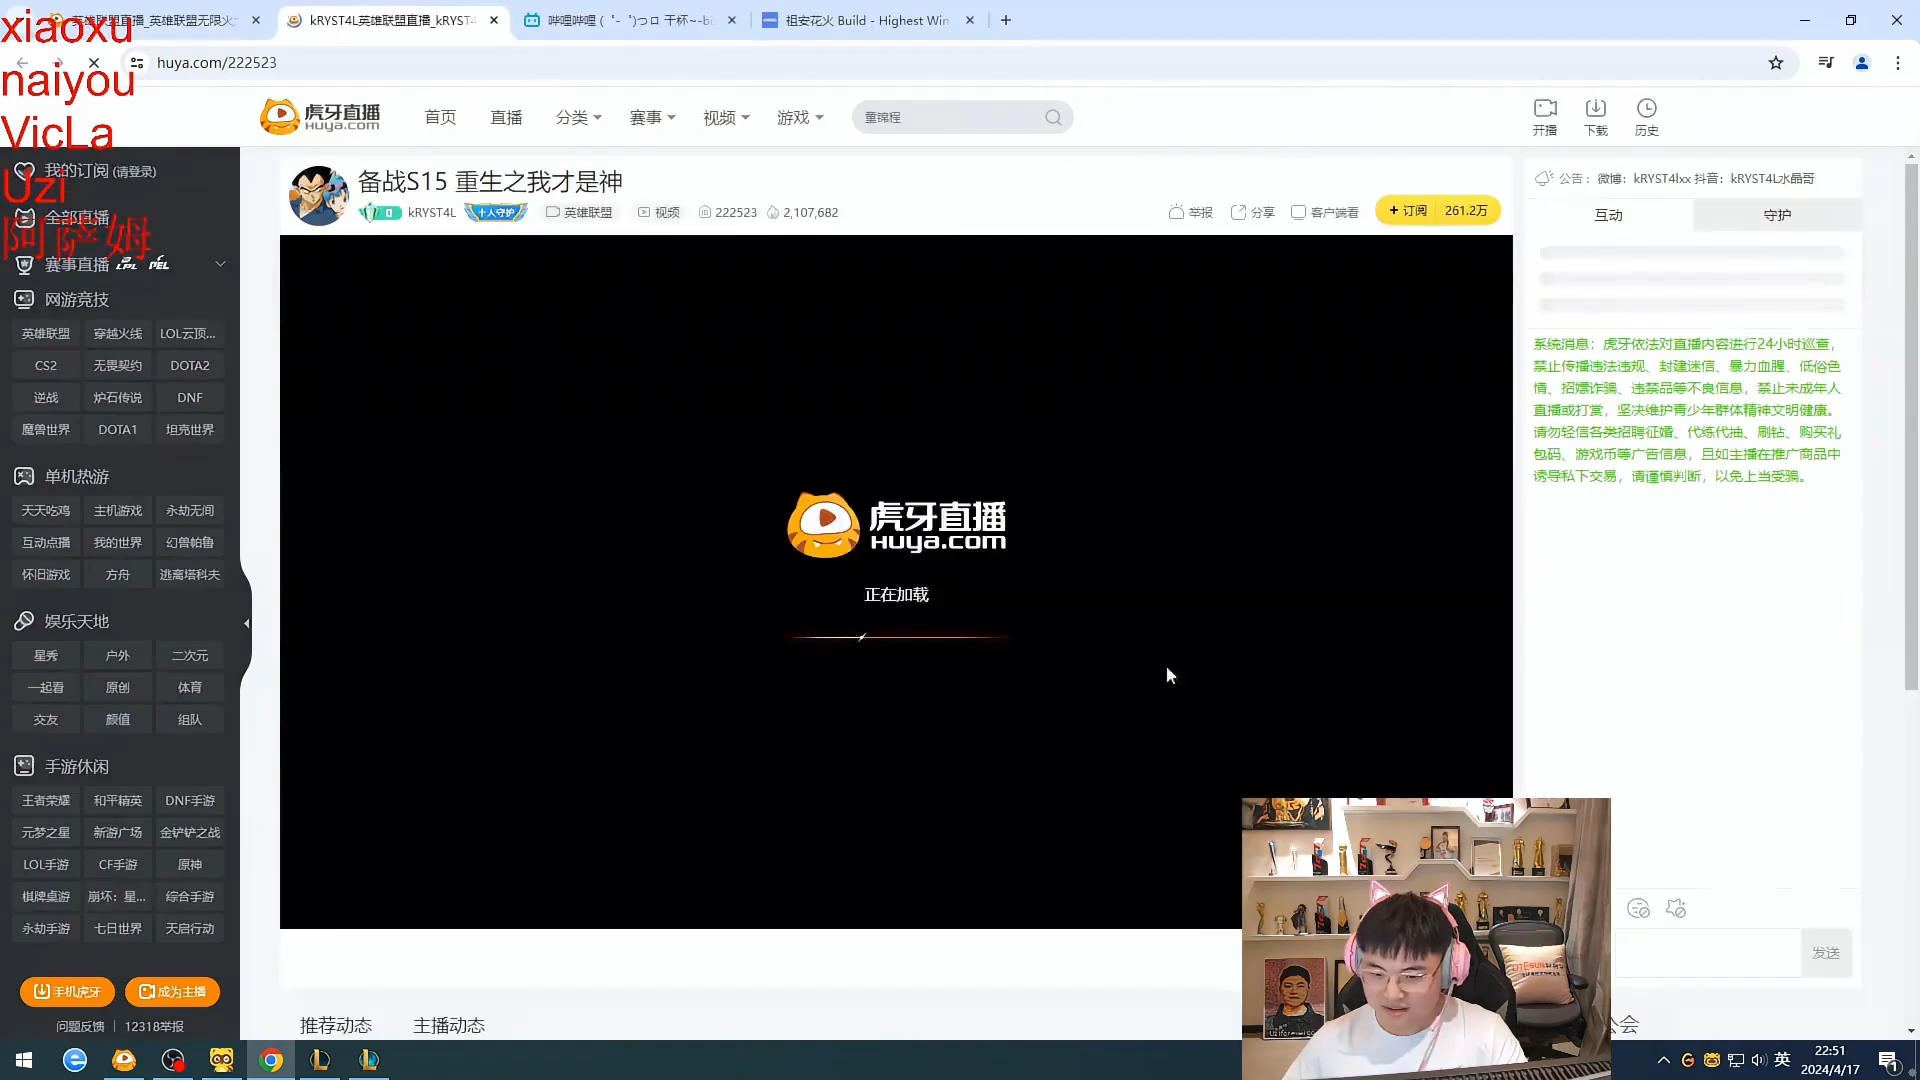 xiaoxu
naiyou
VicLa
Uzi
阿萨姆
kRYST4L英雄联盟直播_kRYST4
哔哩哔哩 (゜-゜)つロ 干杯~-bi
祖安花火 Build - Highest Win
huya.com/222523
虎牙直播
HUYA.com
首页
直播
分类
赛事
视频
游戏
童锦程
开播
下载
历史
我的订阅 (请登录)
全部直播
赛事直播 LPL PEL
网游竞技
英雄联盟 穿越火线 LOL云顶...
CS2 无畏契约 DOTA2
逆战 炉石传说 DNF
魔兽世界 DOTA1 坦克世界
单机热游
天天吃鸡 主机游戏 永劫无间
互动点播 我的世界 幻兽帕鲁
怀旧游戏 方舟 逃离塔科夫
娱乐天地
星秀 户外 二次元
一起看 原创 体育
交友 颜值 组队
手游休闲
王者荣耀 和平精英 DNF手游
元梦之星 新游广场 金铲铲之战
LOL手游 CF手游 原神
棋牌桌游 崩坏：星... 综合手游
永劫手游 七日世界 天启行动
手机虎牙 成为主播
问题反馈 | 12318举报
备战S15 重生之我才是神
0 kRYST4L 十人守护 英雄联盟 视频 222523 2,107,682
举报 分享 客户端看 + 订阅 261.2万
虎牙直播
HUYA.com
正在加载
公告：微博：kRYST4lxx 抖音：kRYST4L水晶哥
互动 守护
系统消息：虎牙依法对直播内容进行24小时巡查，
禁止传播违法违规、封建迷信、暴力血腥、低俗色
情、招嫖诈骗、违禁品等不良信息，禁止未成年人
直播或打赏，坚决维护青少年群体精神文明健康。
请勿轻信各类招聘征婚、代练代抽、刷钻、购买礼
包码、游戏币等广告信息，且如主播在推广商品中
诱导私下交易，请谨慎判断，以免上当受骗。
发送
推荐动态 主播动态
英
22:51
2024/4/17
1